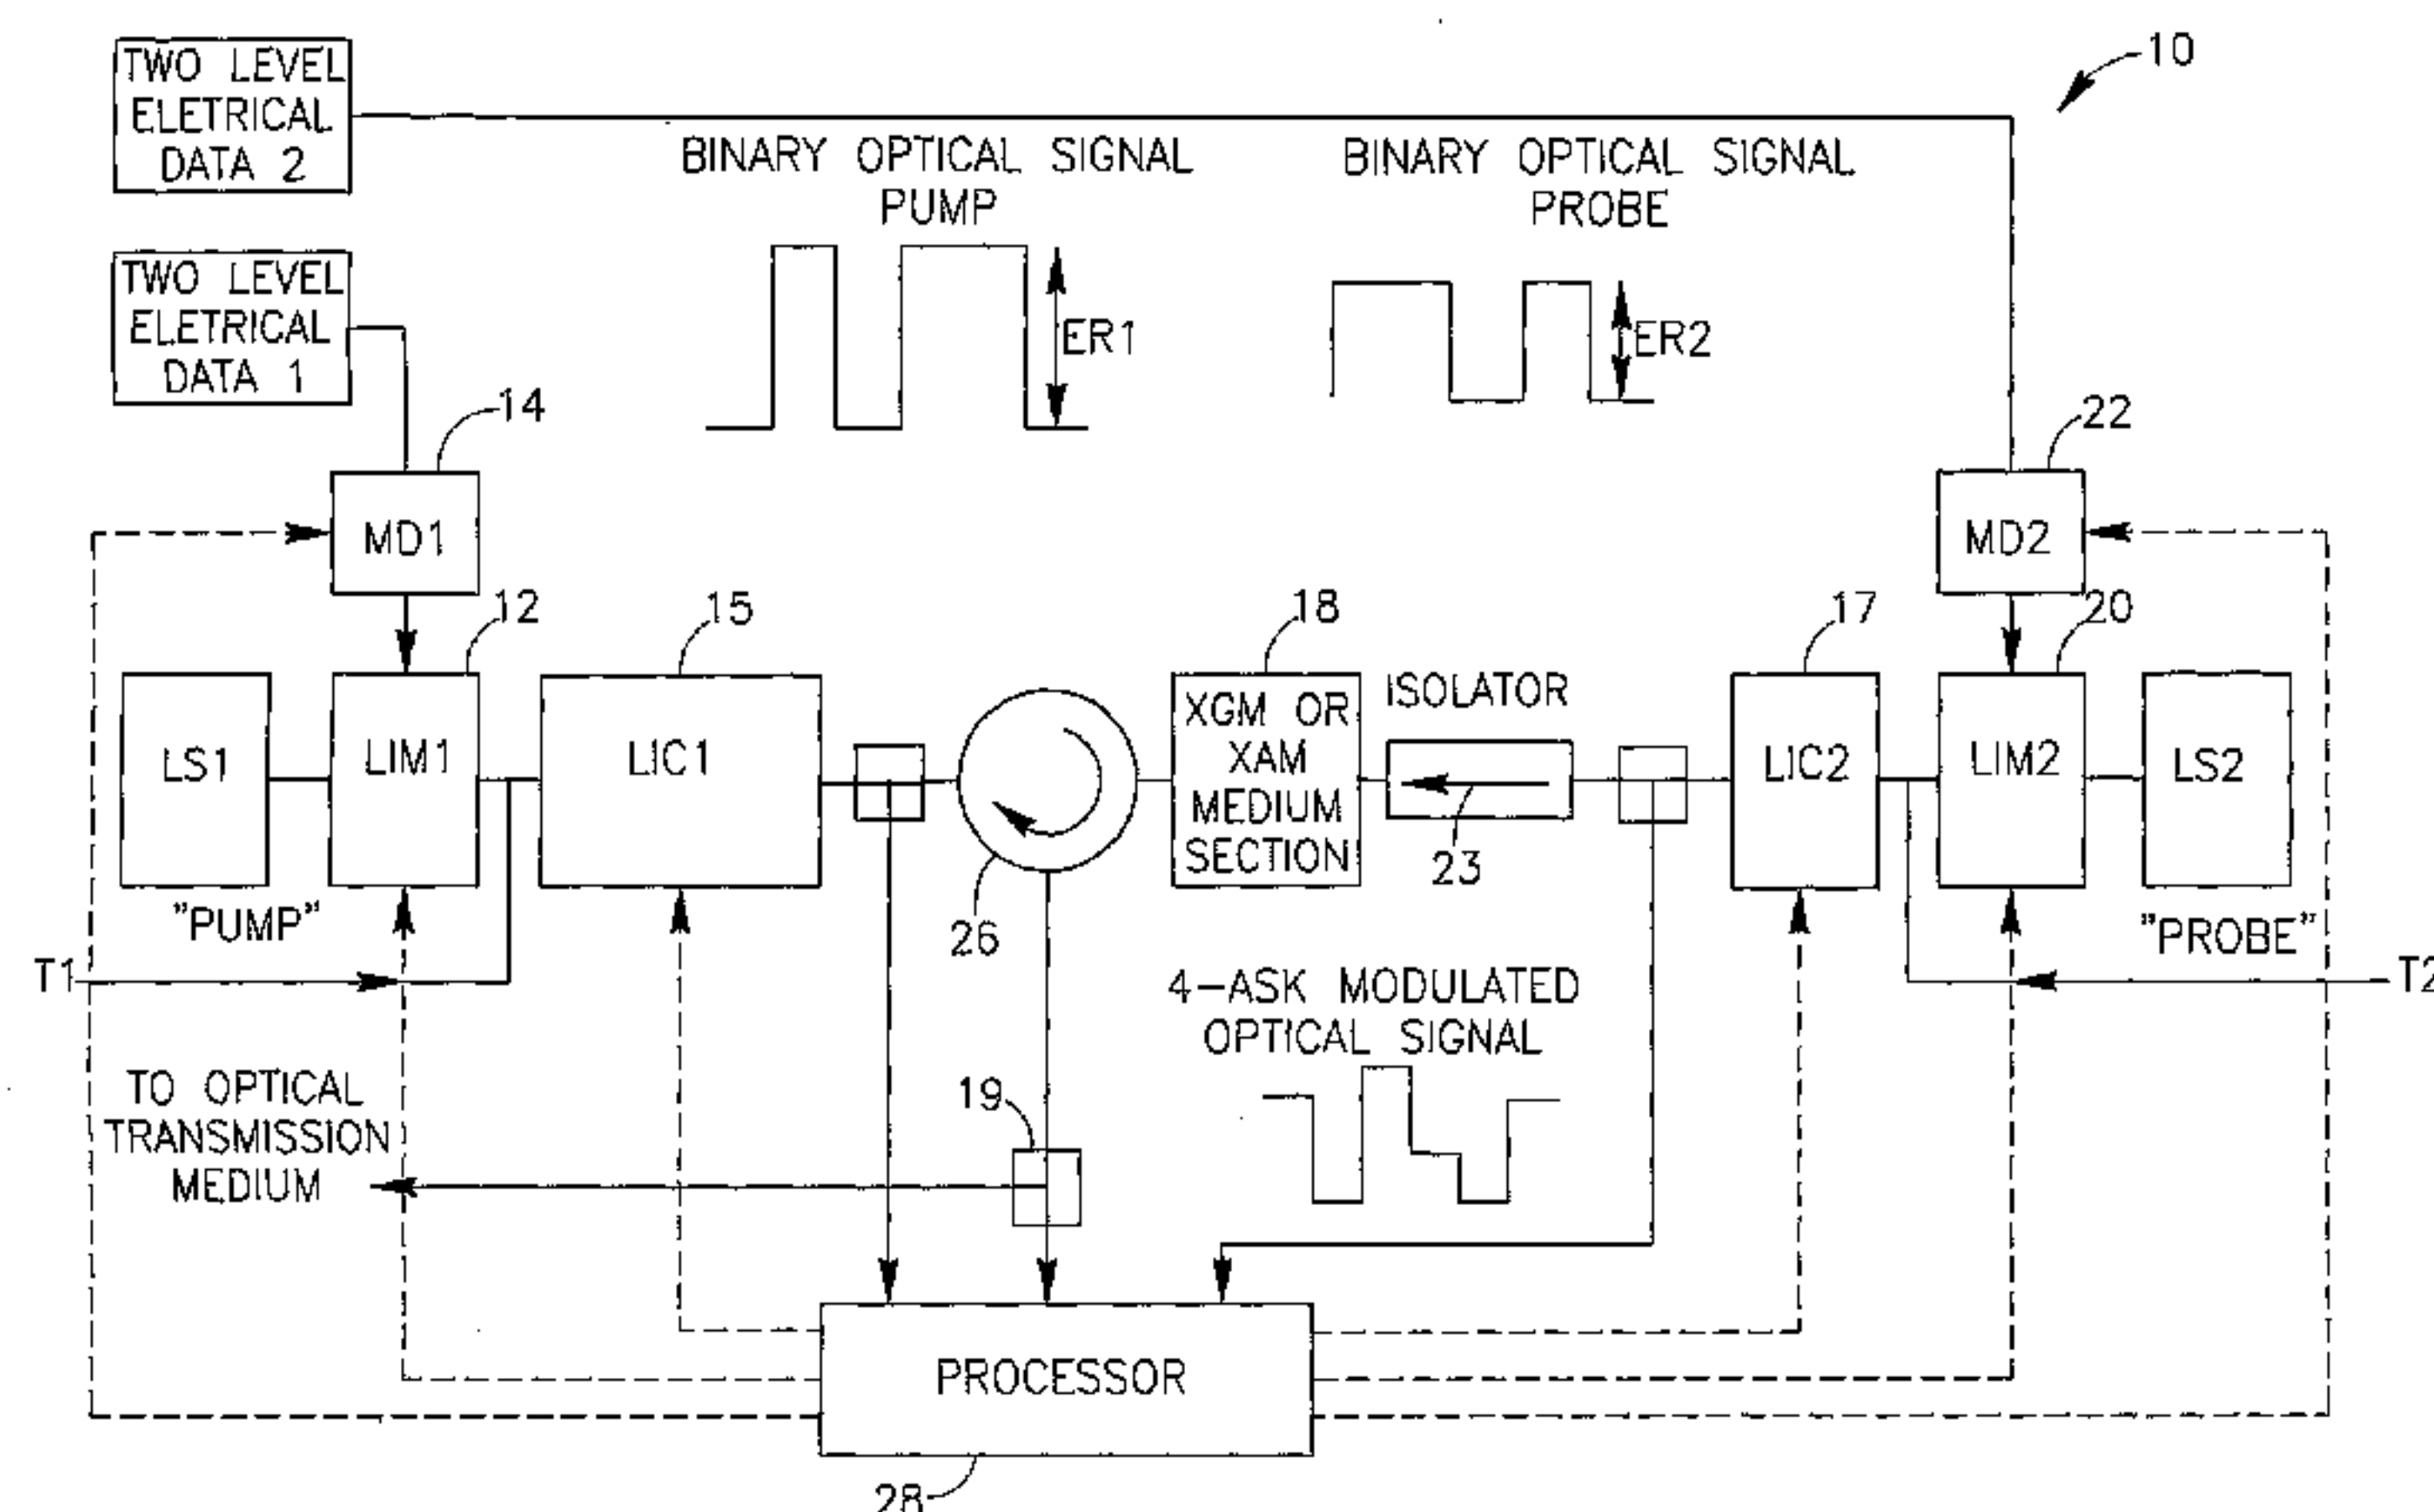 TWO LEVEL
ELETRICAL
DATA 2
10
BINARY OPTICAL SIGNAL
PUMP
BINARY OPTICAL SIGNAL
PROBE
TWO LEVEL
ELETRICAL
DATA 1
ER1
ER2
14
22
MD1
MD2
12
15
18
17
20
LS1
LIM1
LIC1
XGM OR
XAM
MEDIUM
SECTION
ISOLATOR
23
LIC2
LIM2
LS2
"PUMP"
26
"PROBE"
T1
T2
4-ASK MODULATED
OPTICAL SIGNAL
TO OPTICAL
TRANSMISSION
MEDIUM
19
PROCESSOR
28